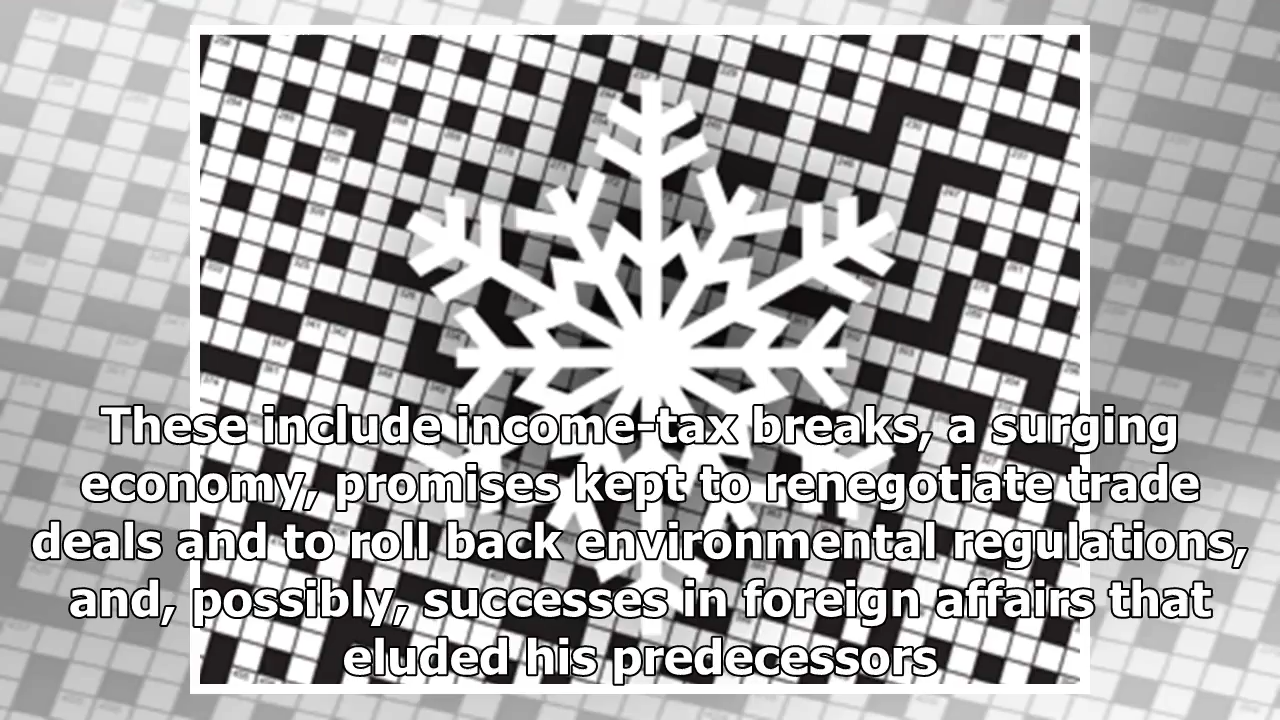 These include income-tax breaks, a surging
economy, promises kept to renegotiate trade
deals and to roll back environmental regulations,
and, possibly, successes in foreign affairs that
eluded his predecessors